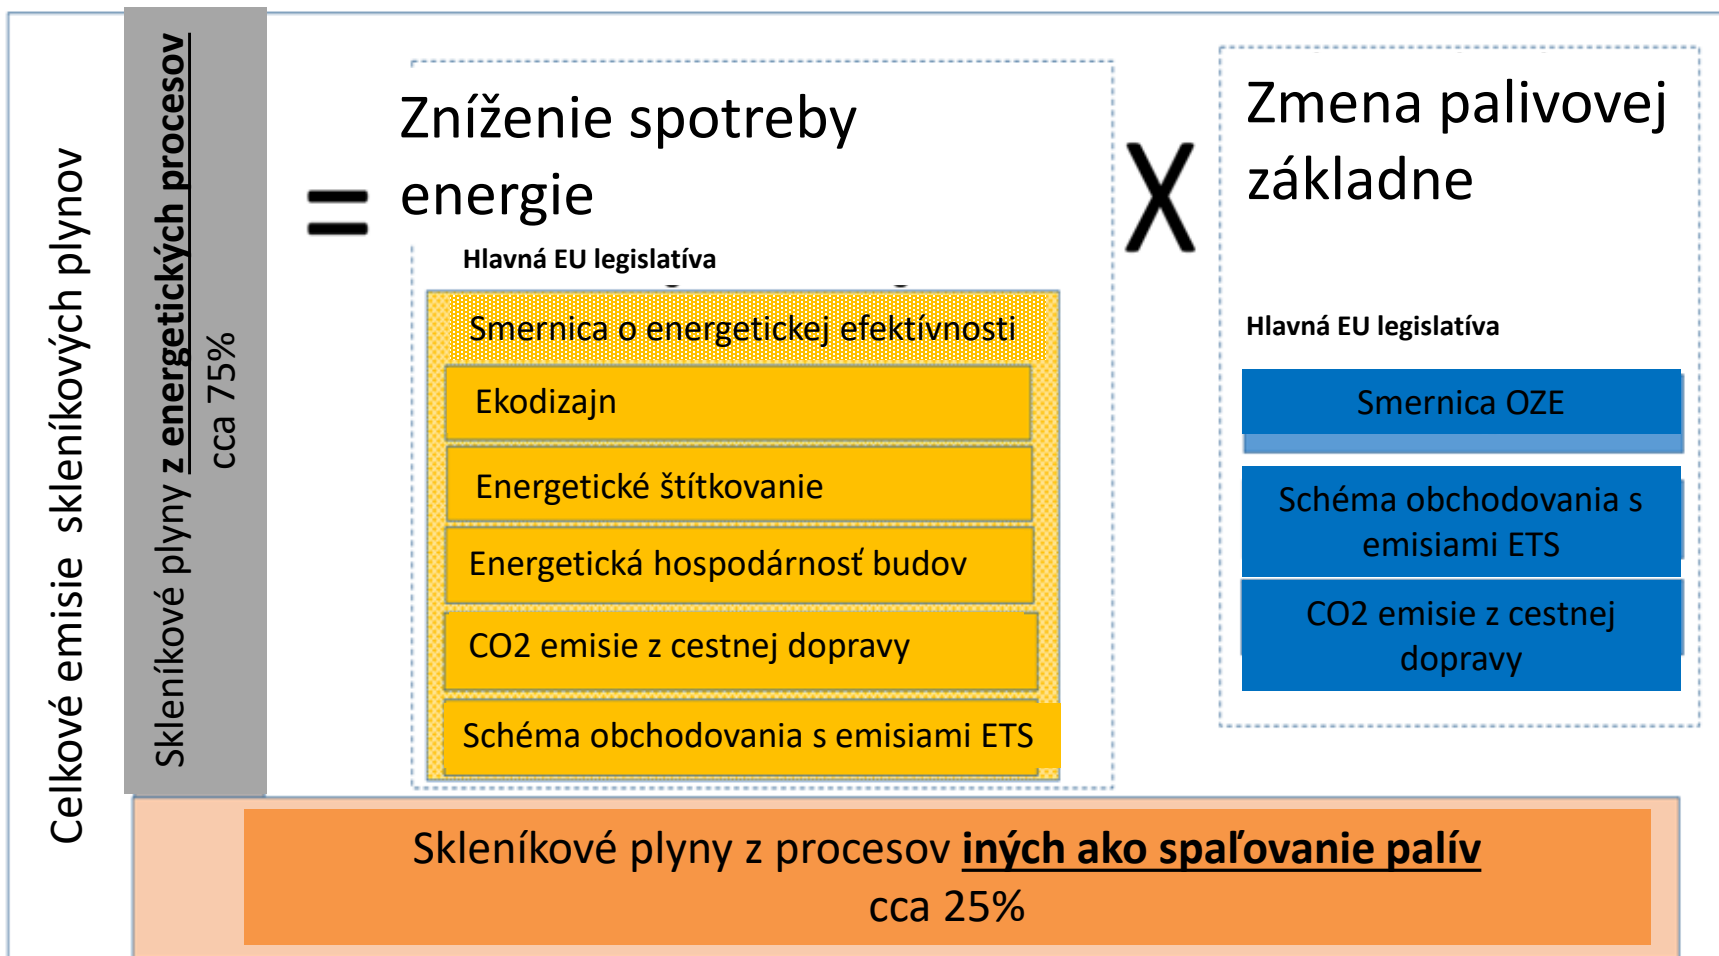 Celkové emisie skleníkových plynov
Skleníkové plyny z energetických procesov
cca 75%
=
Zníženie spotreby
energie
Hlavná EU legislatíva
Smernica o energetickej efektívnosti
Ekodizajn
Energetické štítkovanie
Energetická hospodárnosť budov
CO2 emisie z cestnej dopravy
Schéma obchodovania s emisiami ETS
X
Zmena palivovej
základne
Hlavná EU legislatíva
Smernica OZE
Schéma obchodovania s
emisiami ETS
CO2 emisie z cestnej
dopravy
Skleníkové plyny z procesov iných ako spaľovanie palív
cca 25%